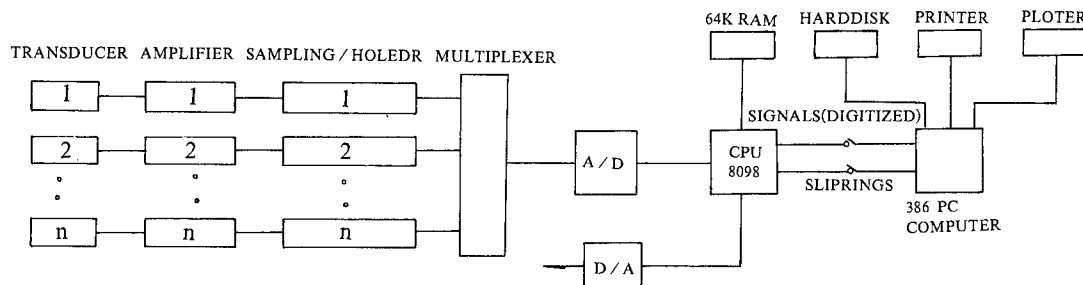 64K RAM HARDDISK PRINTER PLOTER
TRANSDUCER AMPLIFIER SAMPLING/HOLEDR MULTIPLEXER
1 1 1
SIGNALS(DIGITIZED)
2 2 2
A/D
CPU
8098
SLIPRINGS
386 PC
COMPUTER
n n n
D/A